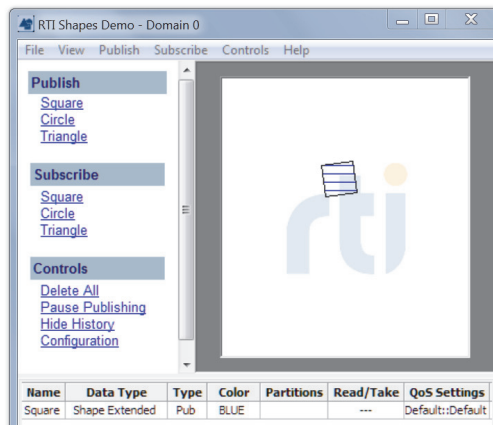 RTI Shapes Demo - Domain 0
File View Publish Subscribe Controls Help
Publish
Square
Circle
Triangle
Subscribe
Square
Circle
Triangle
Controls
Delete All
Pause Publishing
Hide History
Configuration
rti
Name Data Type Type Color Partitions Read/Take QoS Settings
Square Shape Extended Pub BLUE --- Default::Default